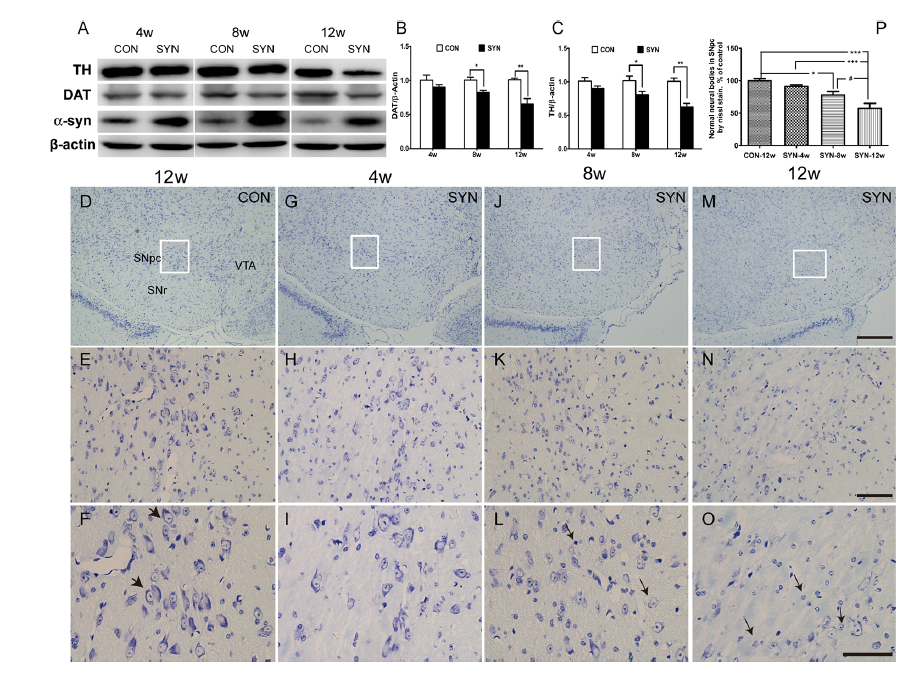 A
4w 8w 12w
CON SYN CON SYN CON SYN
TH
DAT
α-syn
β-actin
B
CON SYN
DAT/β-Actin
1.5
1.0
0.5
0.0
* **
4w 8w 12w
C
CON SYN
TH/β-actin
1.5
1.0
0.5
0.0
* **
4w 8w 12w
P
Normal neural bodies in SNpc
by nissl stain. % of control
150
100
50
0
***
+++
* #
CON-12w SYN-4w SYN-8w SYN-12w
12w 4w 8w 12w
D CON G SYN J SYN M SYN
SNpc VTA
SNr
E H K N
F I L O